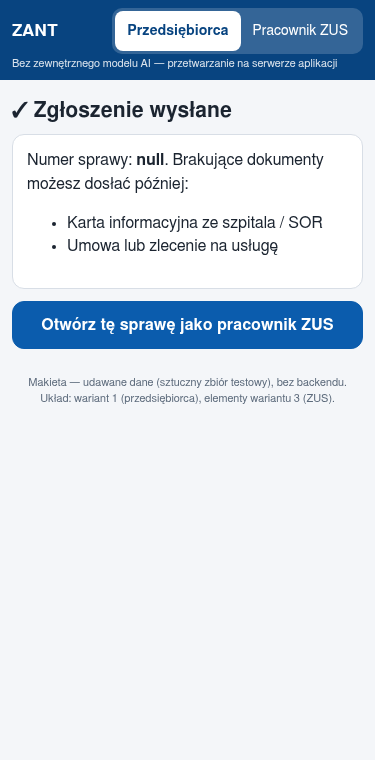 ZANT
Przedsiębiorca
Pracownik ZUS
Bez zewnętrznego modelu AI — przetwarzanie na serwerze aplikacji
✓ Zgłoszenie wysłane
Numer sprawy: null. Brakujące dokumenty
możesz dosłać później:
• Karta informacyjna ze szpitala / SOR
• Umowa lub zlecenie na usługę
Otwórz tę sprawę jako pracownik ZUS
Makieta — udawane dane (sztuczny zbiór testowy), bez backendu.
Układ: wariant 1 (przedsiębiorca), elementy wariantu 3 (ZUS).